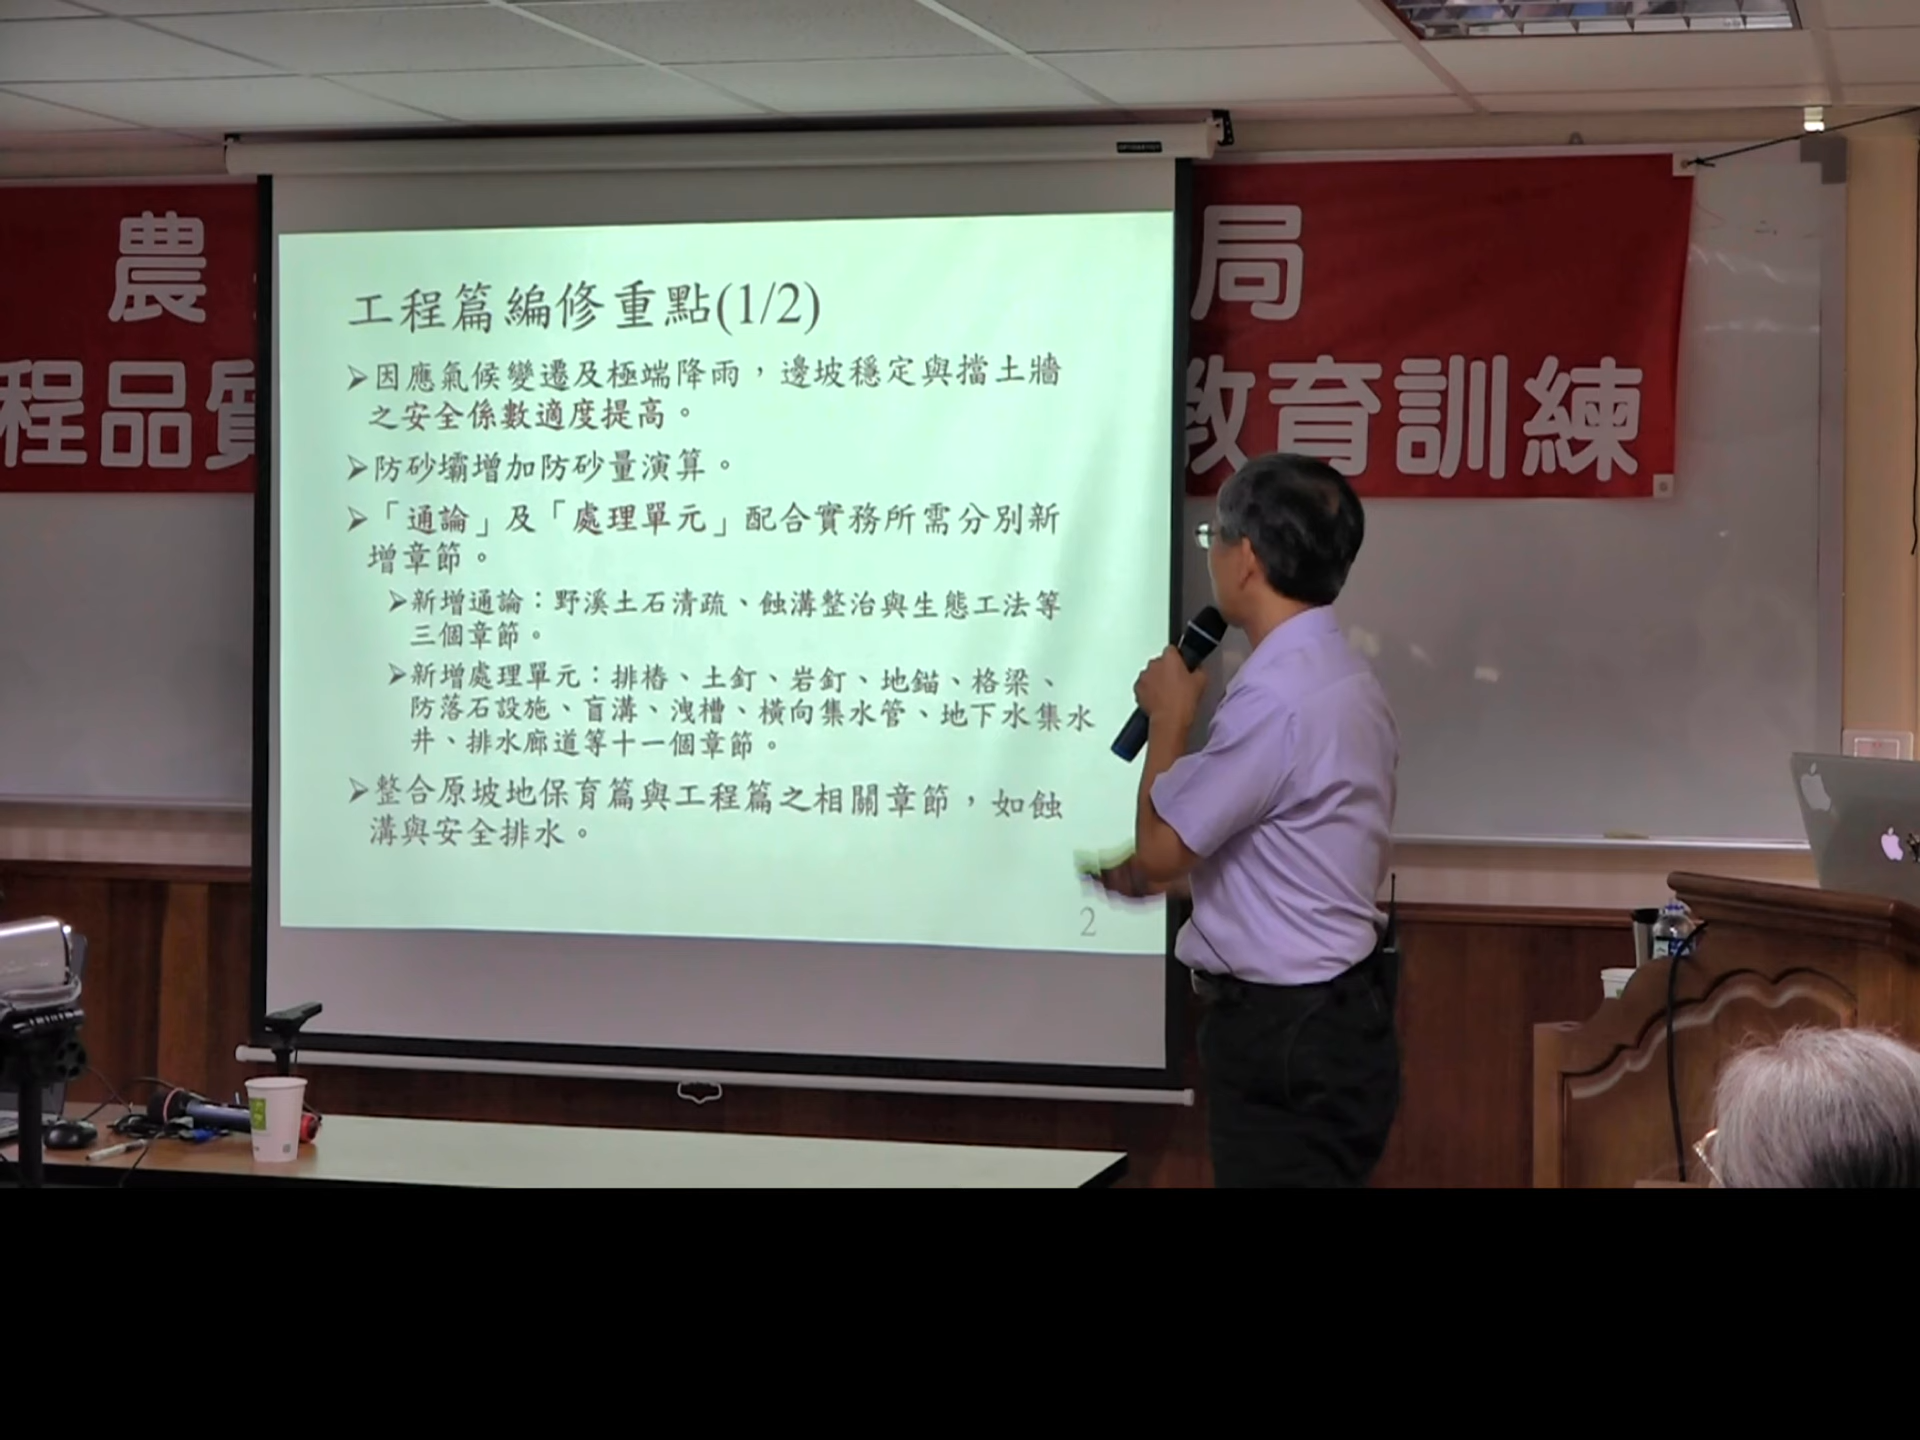 農
局
程品質
教育訓練
工程篇編修重點(1/2)
➢因應氣候變遷及極端降雨，邊坡穩定與擋土牆
之安全係數適度提高。
➢防砂壩增加防砂量演算。
➢「通論」及「處理單元」配合實務所需分別新
增章節。
➢新增通論：野溪土石清疏、蝕溝整治與生態工法等
三個章節。
➢新增處理單元：排樁、土釘、岩釘、地錨、格梁、
防落石設施、盲溝、洩槽、橫向集水管、地下水集水
井、排水廊道等十一個章節。
➢整合原坡地保育篇與工程篇之相關章節，如蝕
溝與安全排水。
2